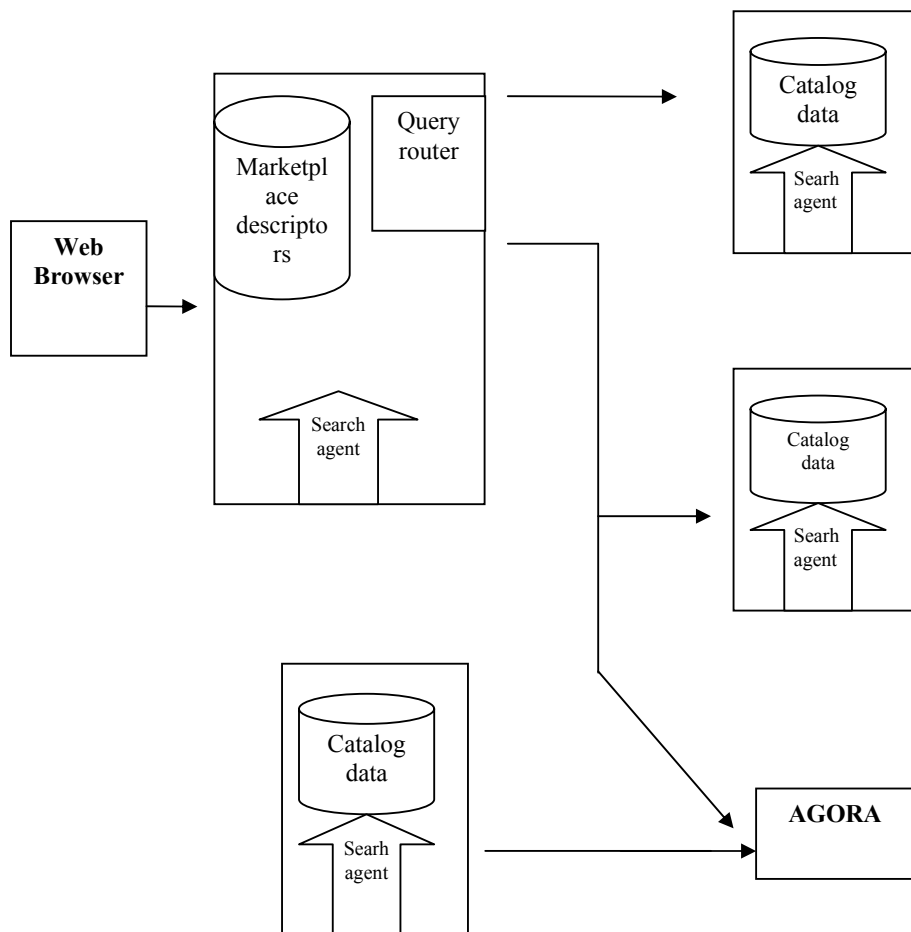 Web
Browser
Marketpl
ace
descripto
rs
Query
router
Search
agent
Catalog
data
Searh
agent
Catalog
data
Searh
agent
Catalog
data
Searh
agent
AGORA